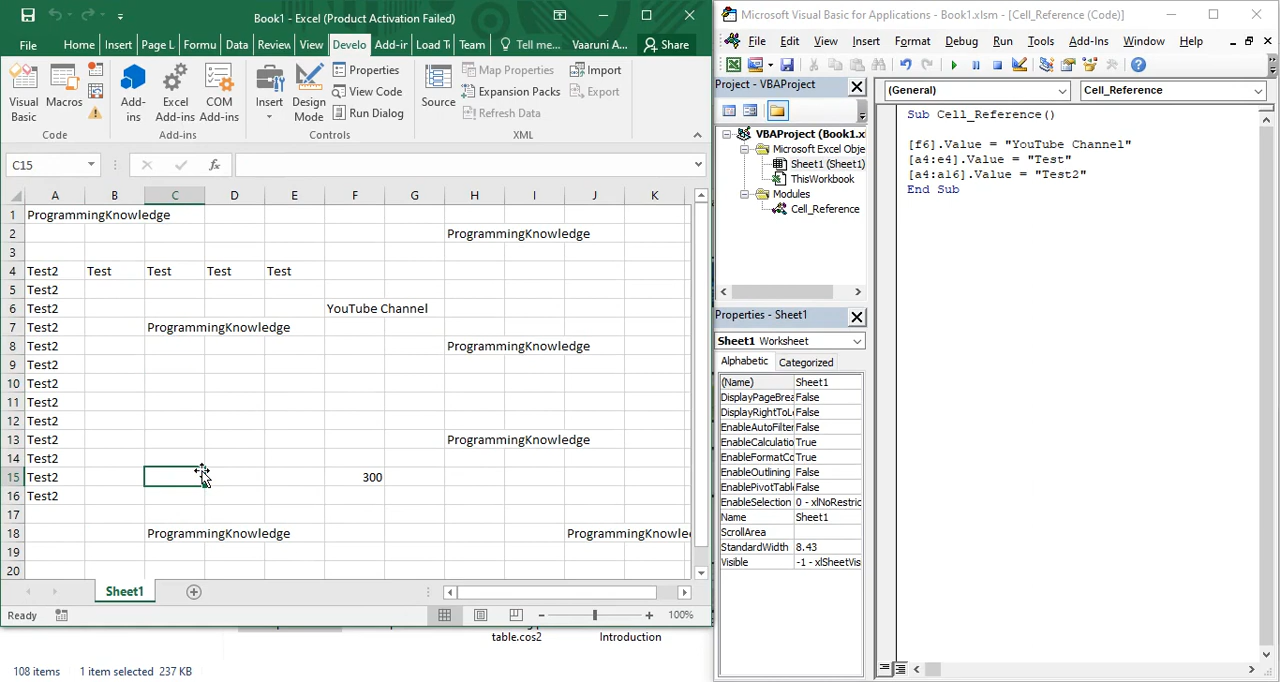 Book1 - Excel (Product Activation Failed)
File Home Insert Page L Formu Data Review View Develo Add-ir Load T Team Tell me... Vaaruni A... Share
Visual Basic
Macros
Code
Add-ins
Excel Add-ins
COM Add-ins
Add-ins
Insert
Design Mode
Properties
View Code
Run Dialog
Controls
Source
Map Properties
Expansion Packs
Refresh Data
Import
Export
XML
C15 fx
A B C D E F G H I J K
1 ProgrammingKnowledge
2 ProgrammingKnowledge
3
4 Test2 Test Test Test Test
5 Test2
6 Test2 YouTube Channel
7 Test2 ProgrammingKnowledge
8 Test2 ProgrammingKnowledge
9 Test2
10 Test2
11 Test2
12 Test2
13 Test2 ProgrammingKnowledge
14 Test2
15 Test2 300
16 Test2
17
18 ProgrammingKnowledge ProgrammingKnowle
19
20
Sheet1
Ready 100%
table.cos2 Introduction
108 items 1 item selected 237 KB
Microsoft Visual Basic for Applications - Book1.xlsm - [Cell_Reference (Code)]
File Edit View Insert Format Debug Run Tools Add-Ins Window Help
Project - VBAProject
VBAProject (Book1.x
Microsoft Excel Obje
Sheet1 (Sheet1)
ThisWorkbook
Modules
Cell_Reference
Properties - Sheet1
Sheet1 Worksheet
Alphabetic Categorized
(Name) Sheet1
DisplayPageBrea False
DisplayRightToLe False
EnableAutoFilter False
EnableCalculatio True
EnableFormatCo True
EnableOutlining False
EnablePivotTabl False
EnableSelection 0 - xlNoRestric
Name Sheet1
ScrollArea
StandardWidth 8.43
Visible -1 - xlSheetVis
(General) Cell_Reference
Sub Cell_Reference()
[f6].Value = "YouTube Channel"
[a4:e4].Value = "Test"
[a4:a16].Value = "Test2"
End Sub